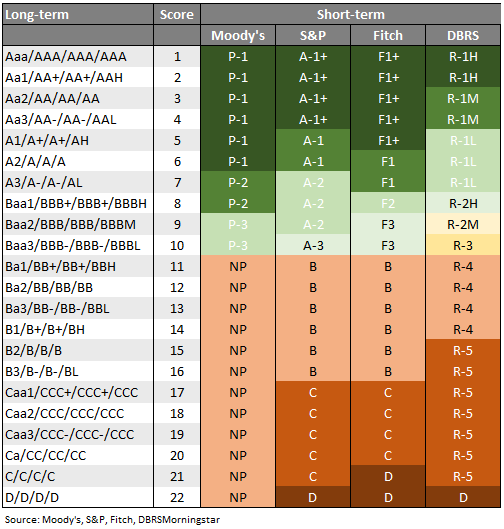 Long-term Score Short-term
Moody's S&P Fitch DBRS
Aaa/AAA/AAA/AAA 1 P-1 A-1+ F1+ R-1H
Aa1/AA+/AA+/AAH 2 P-1 A-1+ F1+ R-1H
Aa2/AA/AA/AA 3 P-1 A-1+ F1+ R-1M
Aa3/AA-/AA-/AAL 4 P-1 A-1+ F1+ R-1M
A1/A+/A+/AH 5 P-1 A-1 F1+ R-1L
A2/A/A/A 6 P-1 A-1 F1 R-1L
A3/A-/A-/AL 7 P-2 A-2 F1 R-1L
Baa1/BBB+/BBB+/BBBH 8 P-2 A-2 F2 R-2H
Baa2/BBB/BBB/BBBM 9 P-3 A-2 F3 R-2M
Baa3/BBB-/BBB-/BBBL 10 P-3 A-3 F3 R-3
Ba1/BB+/BB+/BBH 11 NP B B R-4
Ba2/BB/BB/BB 12 NP B B R-4
Ba3/BB-/BB-/BBL 13 NP B B R-4
B1/B+/B+/BH 14 NP B B R-4
B2/B/B/B 15 NP B B R-5
B3/B-/B-/BL 16 NP B B R-5
Caa1/CCC+/CCC+/CCC 17 NP C C R-5
Caa2/CCC/CCC/CCC 18 NP C C R-5
Caa3/CCC-/CCC-/CCC 19 NP C C R-5
Ca/CC/CC/CC 20 NP C C R-5
C/C/C/C 21 NP C D R-5
D/D/D/D 22 NP D D D
Source: Moody's, S&P, Fitch, DBRSMorningstar